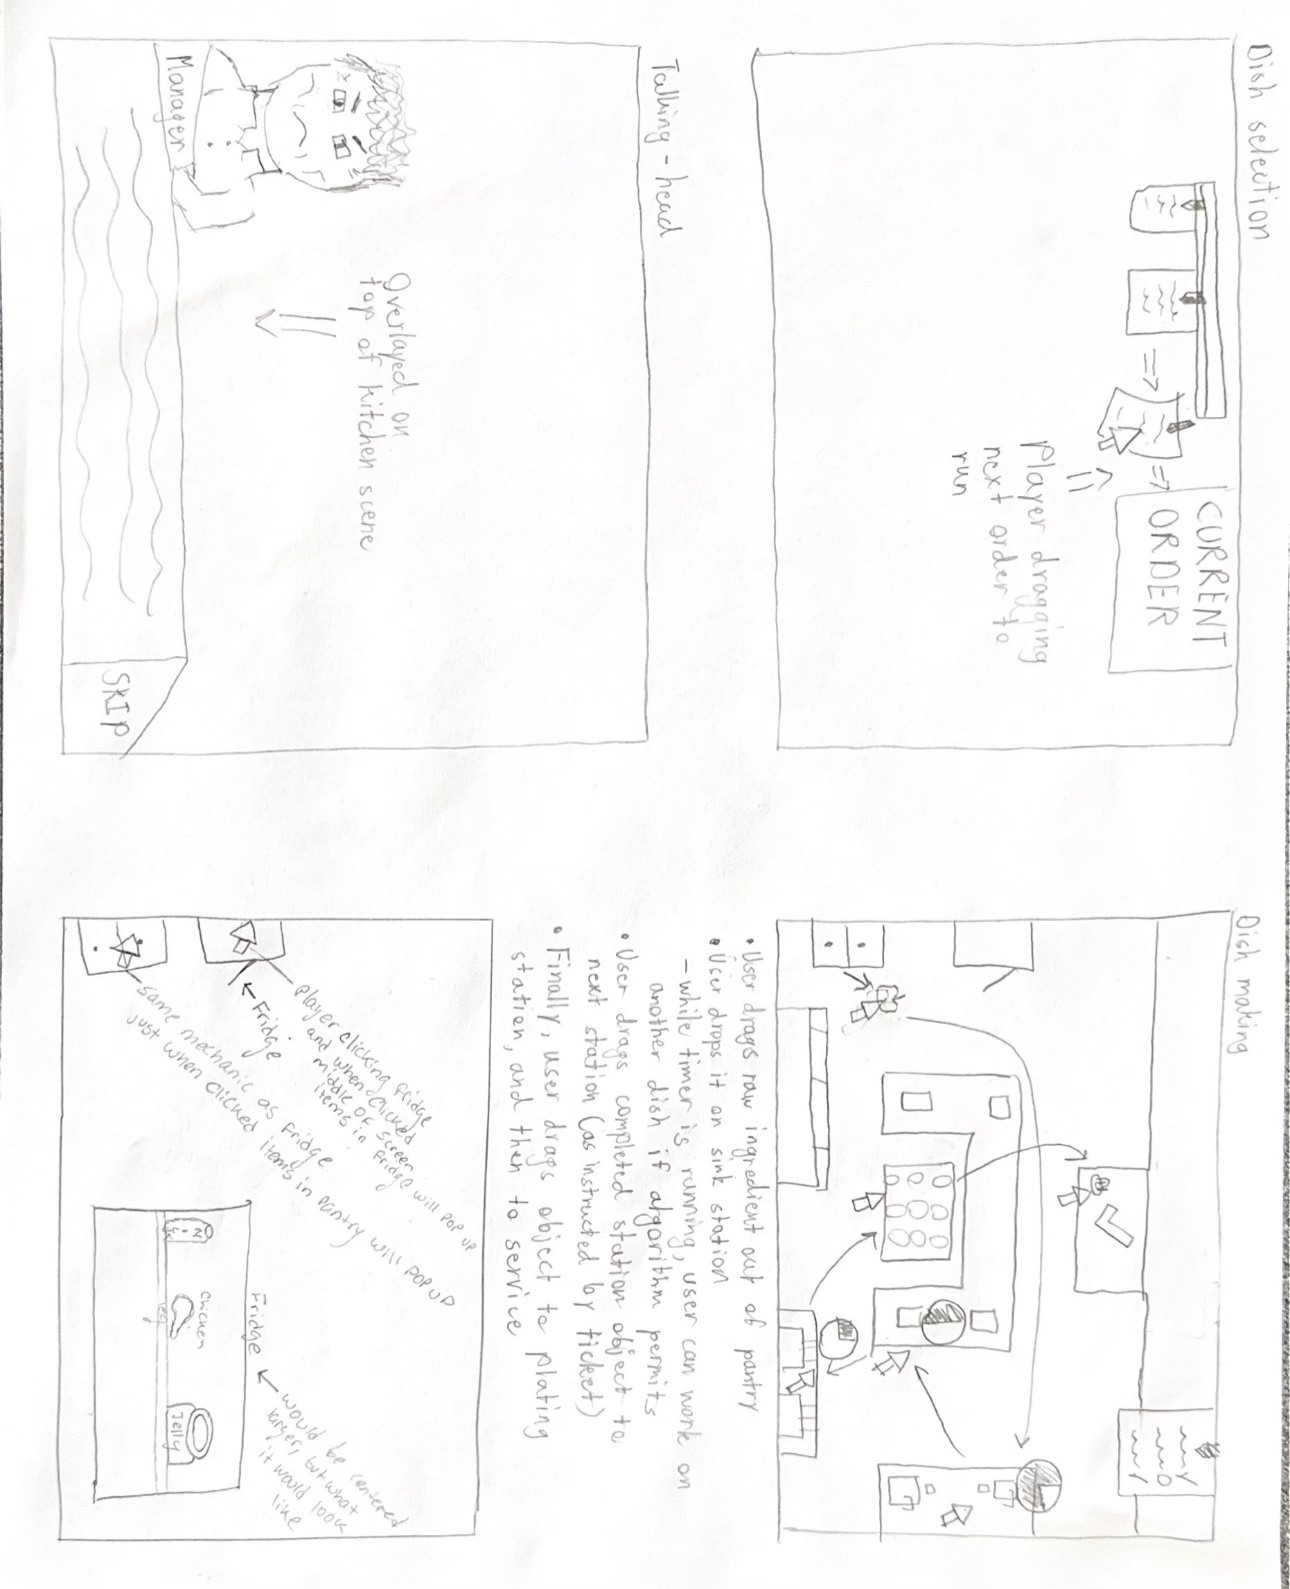 Dish selection
CURRENT
ORDER
Player dragging
next order to
run
Talking - head
Overlayed on
top of kitchen scene
Manager
SKIP
Dish making
• User drags raw ingredient out of pantry
• User drops it on sink station
- while timer is running, user can work on
another dish if algorithm permits
• User drags completed station object to
next station (as instructed by ticket)
• Finally, user drags object to plating
station, and then to service
player clicking fridge
and when clicked
middle of screen
items in fridge will pop up
Fridge
same mechanic as fridge
just when clicked items in pantry will pop up
Fridge
Chicken
leg
Jelly
would be centered
larger, but what
it would look
like